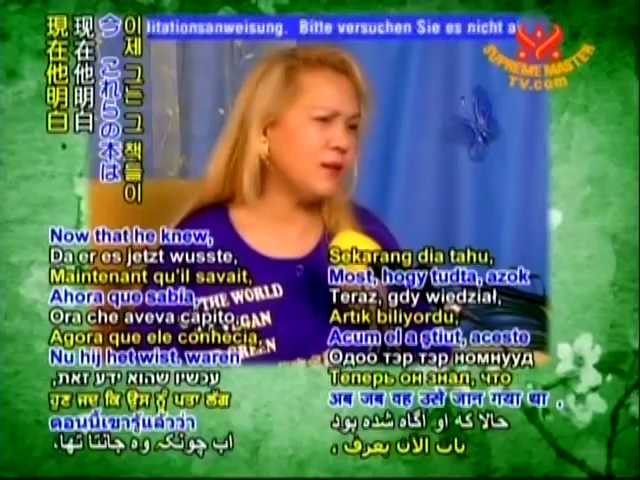 litationsanweisung. Bitte versuchen Sie es nicht a
SUPREME MASTER
TV.com
이제 그는 그 책들이
今 これらの本は
现在他明白
現在他明白
THE WORLD
Now that he knew,
Da er es jetzt wusste,
Maintenant qu'il savait,
Ahora que sabía,
Ora che aveva capito,
Agora que ele conhecia,
Nu hij het wist, waren
עכשיו שהוא ידע זאת,
ਹੁਣ ਜਦ ਕਿ ਉਸ ਨੂੰ ਪਤਾ ਲੱਗ
ตอนนี้เขารู้แล้วว่า
اب چونکہ وہ جانتا تھا،
Sekarang dia tahu,
Most, hogy tudta, azok
Teraz, gdy wiedział,
Artık biliyordu,
Acum el a ştiut, aceste
Одоо тэр тэр номнууд
Теперь он знал, что
अब जब वह उसे जान गया था ,
حالا که او آگاه شده بود
بات الآن يعرف ،